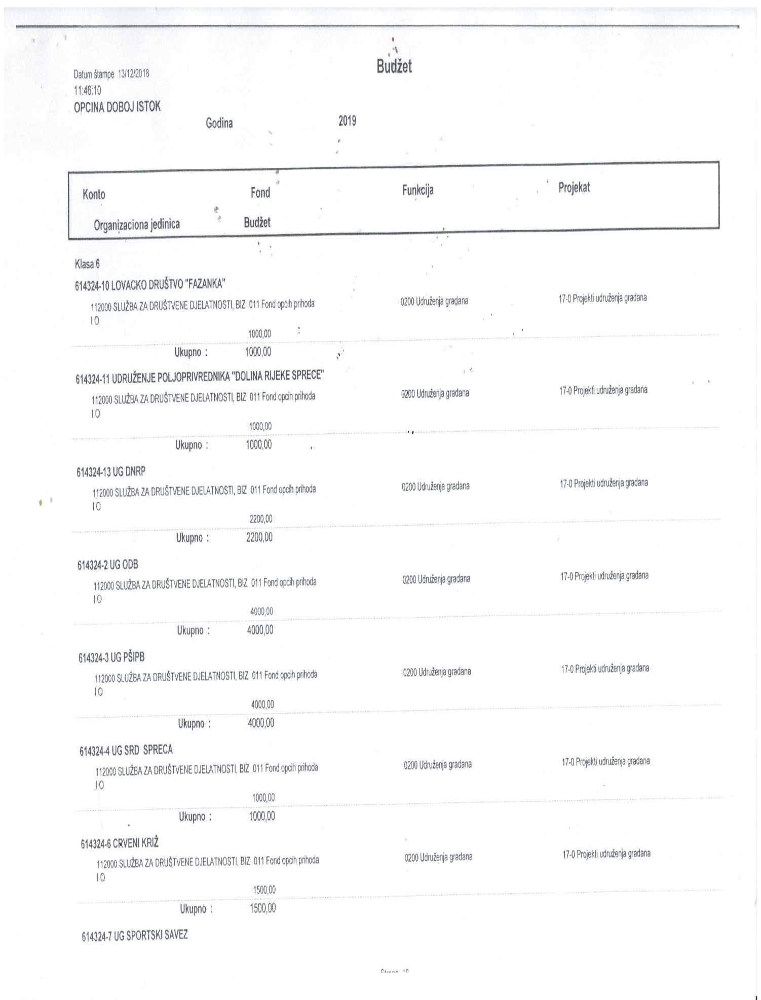 Budžet
Datum štampe 13/12/2018
11:46:10
OPCINA DOBOJ ISTOK
Godina 2019
Konto Fond Funkcija Projekat
Organizaciona jedinica Budžet
Klasa 6
614324-10 LOVACKO DRUŠTVO "FAZANKA"
112000 SLUŽBA ZA DRUŠTVENE DJELATNOSTI, BIZ 011 Fond opcih prihoda 0200 Udruženja gradana 17-0 Projekti udruženja gradana
IO
1000,00
Ukupno : 1000,00
614324-11 UDRUŽENJE POLJOPRIVREDNIKA "DOLINA RIJEKE SPRECE"
112000 SLUŽBA ZA DRUŠTVENE DJELATNOSTI, BIZ 011 Fond opcih prihoda 0200 Udruženja gradana 17-0 Projekti udruženja gradana
IO
1000,00
Ukupno : 1000,00
614324-13 UG DNRP
112000 SLUŽBA ZA DRUŠTVENE DJELATNOSTI, BIZ 011 Fond opcih prihoda 0200 Udruženja gradana 17-0 Projekti udruženja gradana
IO
2200,00
Ukupno : 2200,00
614324-2 UG ODB
112000 SLUŽBA ZA DRUŠTVENE DJELATNOSTI, BIZ 011 Fond opcih prihoda 0200 Udruženja gradana 17-0 Projekti udruženja gradana
IO
4000,00
Ukupno : 4000,00
614324-3 UG PŠIPB
112000 SLUŽBA ZA DRUŠTVENE DJELATNOSTI, BIZ 011 Fond opcih prihoda 0200 Udruženja gradana 17-0 Projekti udruženja gradana
IO
4000,00
Ukupno : 4000,00
614324-4 UG SRD SPRECA
112000 SLUŽBA ZA DRUŠTVENE DJELATNOSTI, BIZ 011 Fond opcih prihoda 0200 Udruženja gradana 17-0 Projekti udruženja gradana
IO
1000,00
Ukupno : 1000,00
614324-6 CRVENI KRIŽ
112000 SLUŽBA ZA DRUŠTVENE DJELATNOSTI, BIZ 011 Fond opcih prihoda 0200 Udruženja gradana 17-0 Projekti udruženja gradana
IO
1500,00
Ukupno : 1500,00
614324-7 UG SPORTSKI SAVEZ